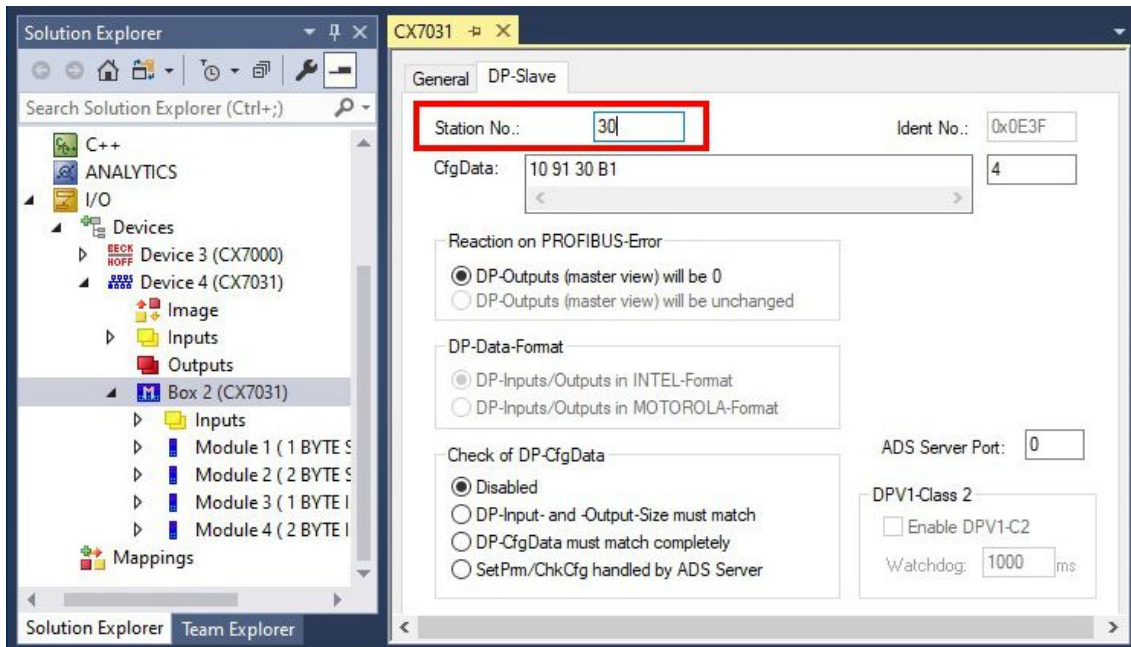 Solution Explorer
Search Solution Explorer (Ctrl+;)
C++
ANALYTICS
I/O
Devices
BECK
HOFF
Device 3 (CX7000)
Device 4 (CX7031)
Image
Inputs
Outputs
Box 2 (CX7031)
Inputs
Module 1 ( 1 BYTE S
Module 2 ( 2 BYTE S
Module 3 ( 1 BYTE I
Module 4 ( 2 BYTE I
Mappings
Solution Explorer Team Explorer
CX7031
General DP-Slave
Station No.: 30 Ident No.: 0x0E3F
CfgData: 10 91 30 B1 4
Reaction on PROFIBUS-Error
DP-Outputs (master view) will be 0
DP-Outputs (master view) will be unchanged
DP-Data-Format
DP-Inputs/Outputs in INTEL-Format
DP-Inputs/Outputs in MOTOROLA-Format
Check of DP-CfgData
Disabled
DP-Input- and -Output-Size must match
DP-CfgData must match completely
SetPrm/ChkCfg handled by ADS Server
ADS Server Port: 0
DPV1-Class 2
Enable DPV1-C2
Watchdog: 1000 ms